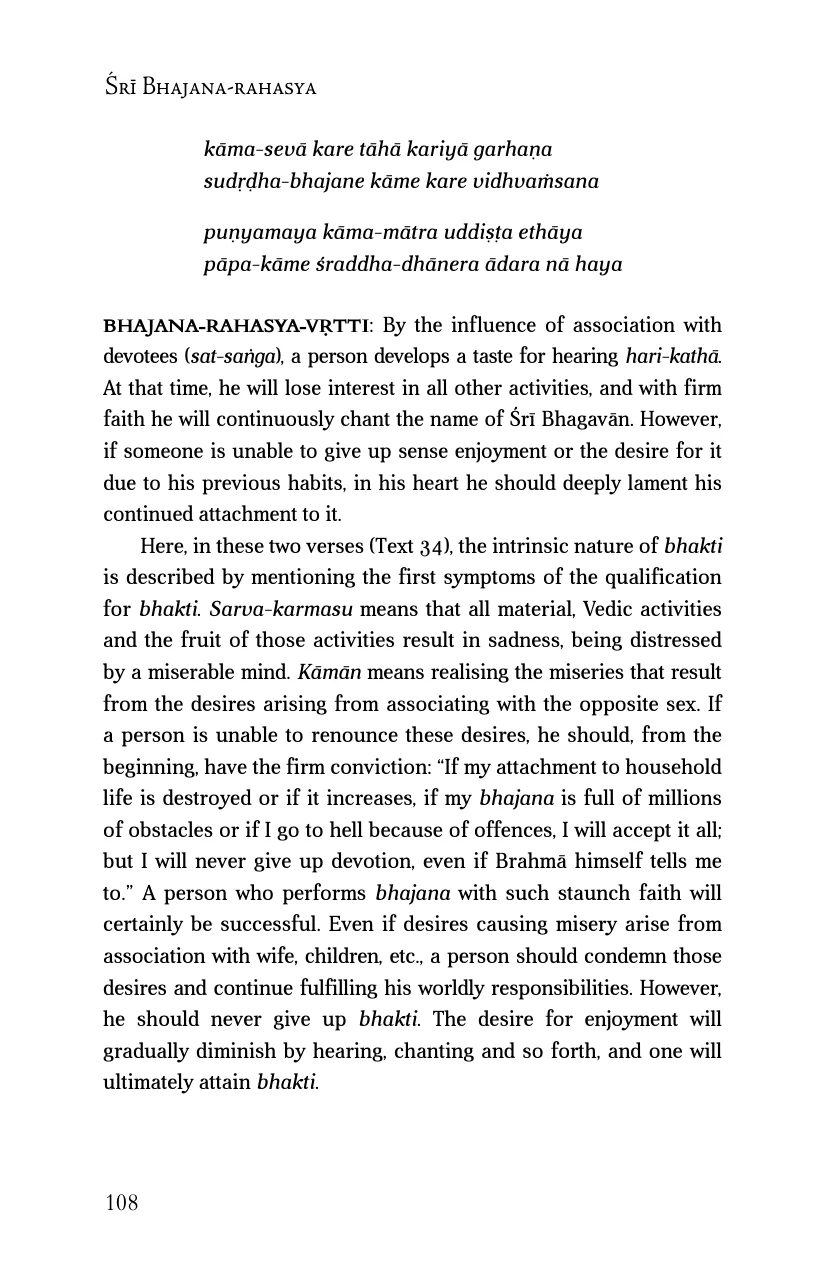 Śrī Bhajana-rahasya
kāma-sevā kare tāhā kariyā garhaṇa
sudṛḍha-bhajane kāme kare vidhvaṁsana
puṇyamaya kāma-mātra uddiṣṭa ethāya
pāpa-kāme śraddha-dhānera ādara nā haya
BHAJANA-RAHASYA-VṚTTI: By the influence of association with
devotees (sat-saṅga), a person develops a taste for hearing hari-kathā.
At that time, he will lose interest in all other activities, and with firm
faith he will continuously chant the name of Śrī Bhagavān. However,
if someone is unable to give up sense enjoyment or the desire for it
due to his previous habits, in his heart he should deeply lament his
continued attachment to it.
Here, in these two verses (Text 34), the intrinsic nature of bhakti
is described by mentioning the first symptoms of the qualification
for bhakti. Sarva-karmasu means that all material, Vedic activities
and the fruit of those activities result in sadness, being distressed
by a miserable mind. Kāmān means realising the miseries that result
from the desires arising from associating with the opposite sex. If
a person is unable to renounce these desires, he should, from the
beginning, have the firm conviction: “If my attachment to household
life is destroyed or if it increases, if my bhajana is full of millions
of obstacles or if I go to hell because of offences, I will accept it all;
but I will never give up devotion, even if Brahmā himself tells me
to.” A person who performs bhajana with such staunch faith will
certainly be successful. Even if desires causing misery arise from
association with wife, children, etc., a person should condemn those
desires and continue fulfilling his worldly responsibilities. However,
he should never give up bhakti. The desire for enjoyment will
gradually diminish by hearing, chanting and so forth, and one will
ultimately attain bhakti.
108